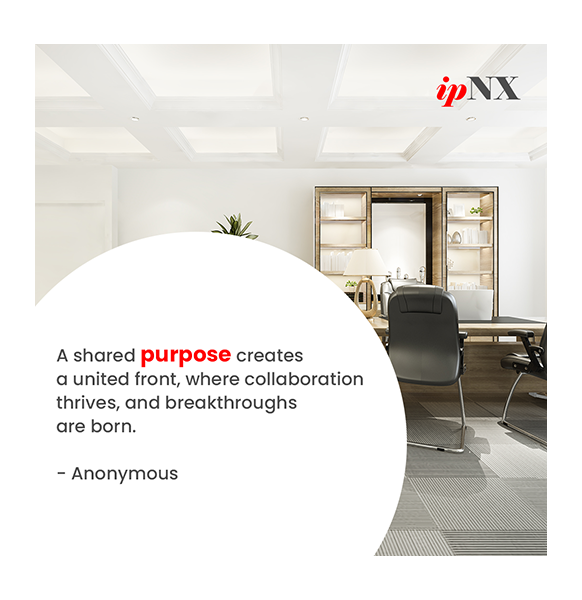 ipNX
A shared purpose creates
a united front, where collaboration
thrives, and breakthroughs
are born.
- Anonymous